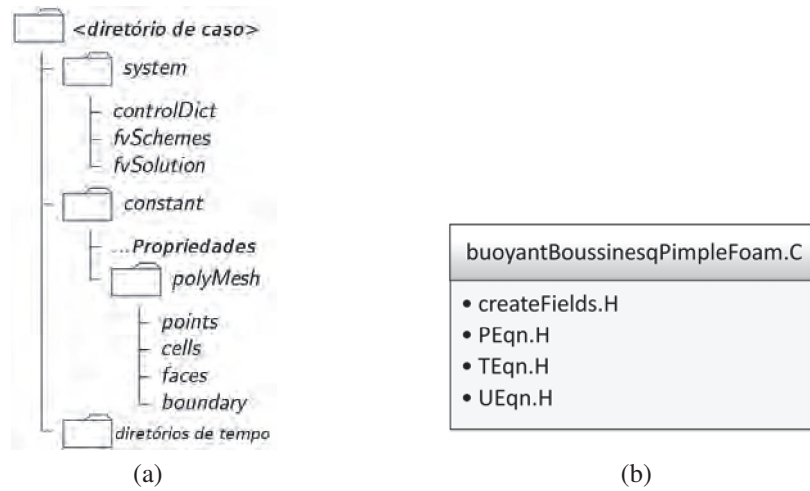 <diretório de caso>
system
controlDict
fvSchemes
fvSolution
constant
...Propriedades
polyMesh
points
cells
faces
boundary
diretórios de tempo
(a)
buoyantBoussinesqPimpleFoam.C
• createFields.H
• PEqn.H
• TEqn.H
• UEqn.H
(b)